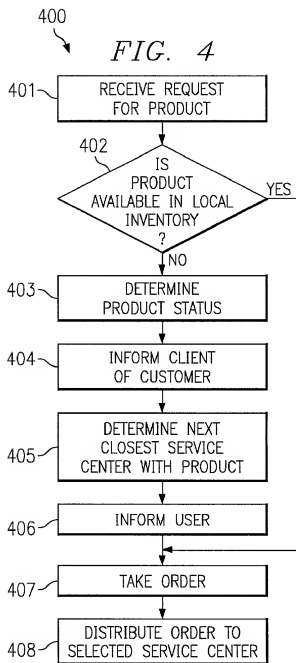 400
FIG. 4
401
RECEIVE REQUEST
FOR PRODUCT
402
IS
PRODUCT
AVAILABLE IN LOCAL
INVENTORY
?
YES
NO
403
DETERMINE
PRODUCT STATUS
404
INFORM CLIENT
OF CUSTOMER
405
DETERMINE NEXT
CLOSEST SERVICE
CENTER WITH PRODUCT
406
INFORM USER
407
TAKE ORDER
408
DISTRIBUTE ORDER TO
SELECTED SERVICE CENTER